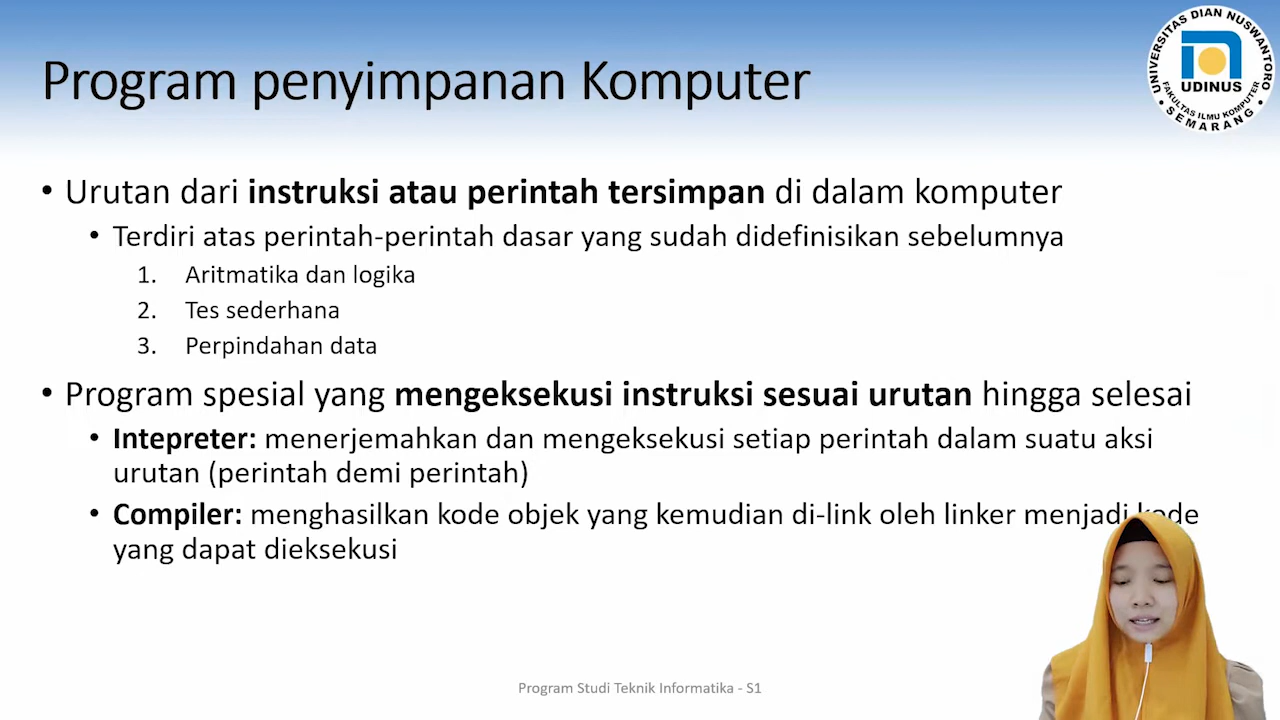 Program penyimpanan Komputer
UNIVERSITAS DIAN NUSWANTORO
UDINUS
FAKULTAS ILMU KOMPUTER
SEMARANG
• Urutan dari instruksi atau perintah tersimpan di dalam komputer
• Terdiri atas perintah-perintah dasar yang sudah didefinisikan sebelumnya
1. Aritmatika dan logika
2. Tes sederhana
3. Perpindahan data
• Program spesial yang mengeksekusi instruksi sesuai urutan hingga selesai
• Intepreter: menerjemahkan dan mengeksekusi setiap perintah dalam suatu aksi
urutan (perintah demi perintah)
• Compiler: menghasilkan kode objek yang kemudian di-link oleh linker menjadi kode
yang dapat dieksekusi
Program Studi Teknik Informatika - S1